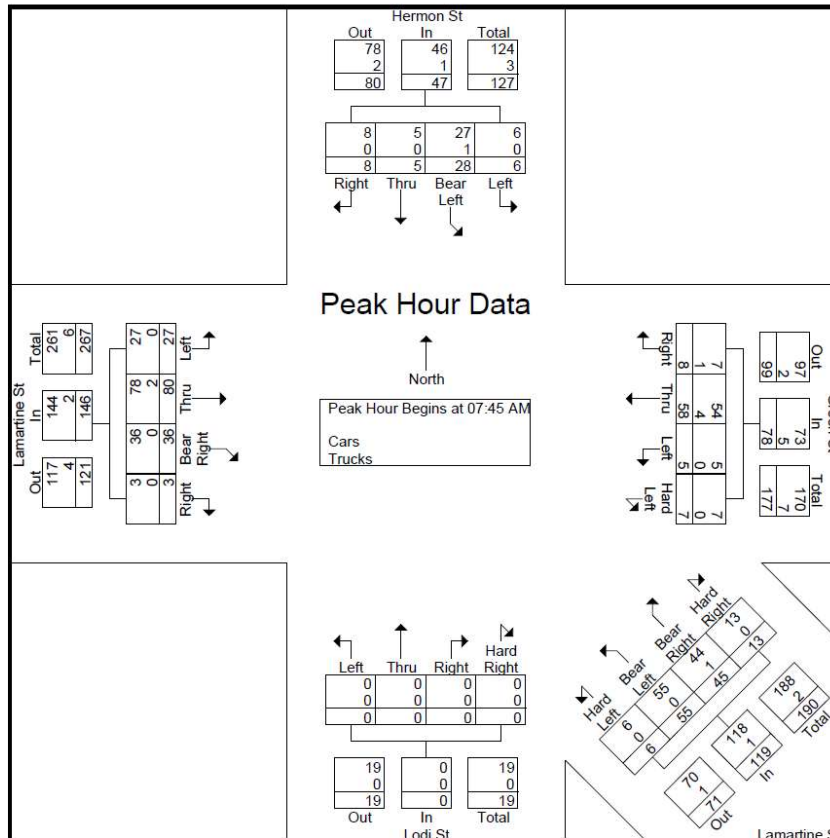 Hermon St
Out In Total
78 46 124
2 1 3
80 47 127
8 5 27 6
0 0 1 0
8 5 28 6
Right Thru Bear Left Left
Peak Hour Data
North
Peak Hour Begins at 07:45 AM
Cars
Trucks
Lamartine St
Total In Out
261 144 117
6 2 4
267 146 121
27 78 36 3
0 2 0 0
27 80 36 3
Left Thru Bear Right Right
Right Thru Left Hard Left
7 54 5 7
1 4 0 0
8 58 5 7
Out In Total
97 73 170
2 5 7
99 78 177
Left Thru Right Hard Right
0 0 0 0
0 0 0 0
0 0 0 0
19 0 19
0 0 0
19 0 19
Out In Total
Lodi St
Hard Left Bear Left Bear Right Hard Right
6 55 44 13
0 0 1 0
6 55 45 13
70 118 188
1 1 2
71 119 190
Out In Total
Lamartine S